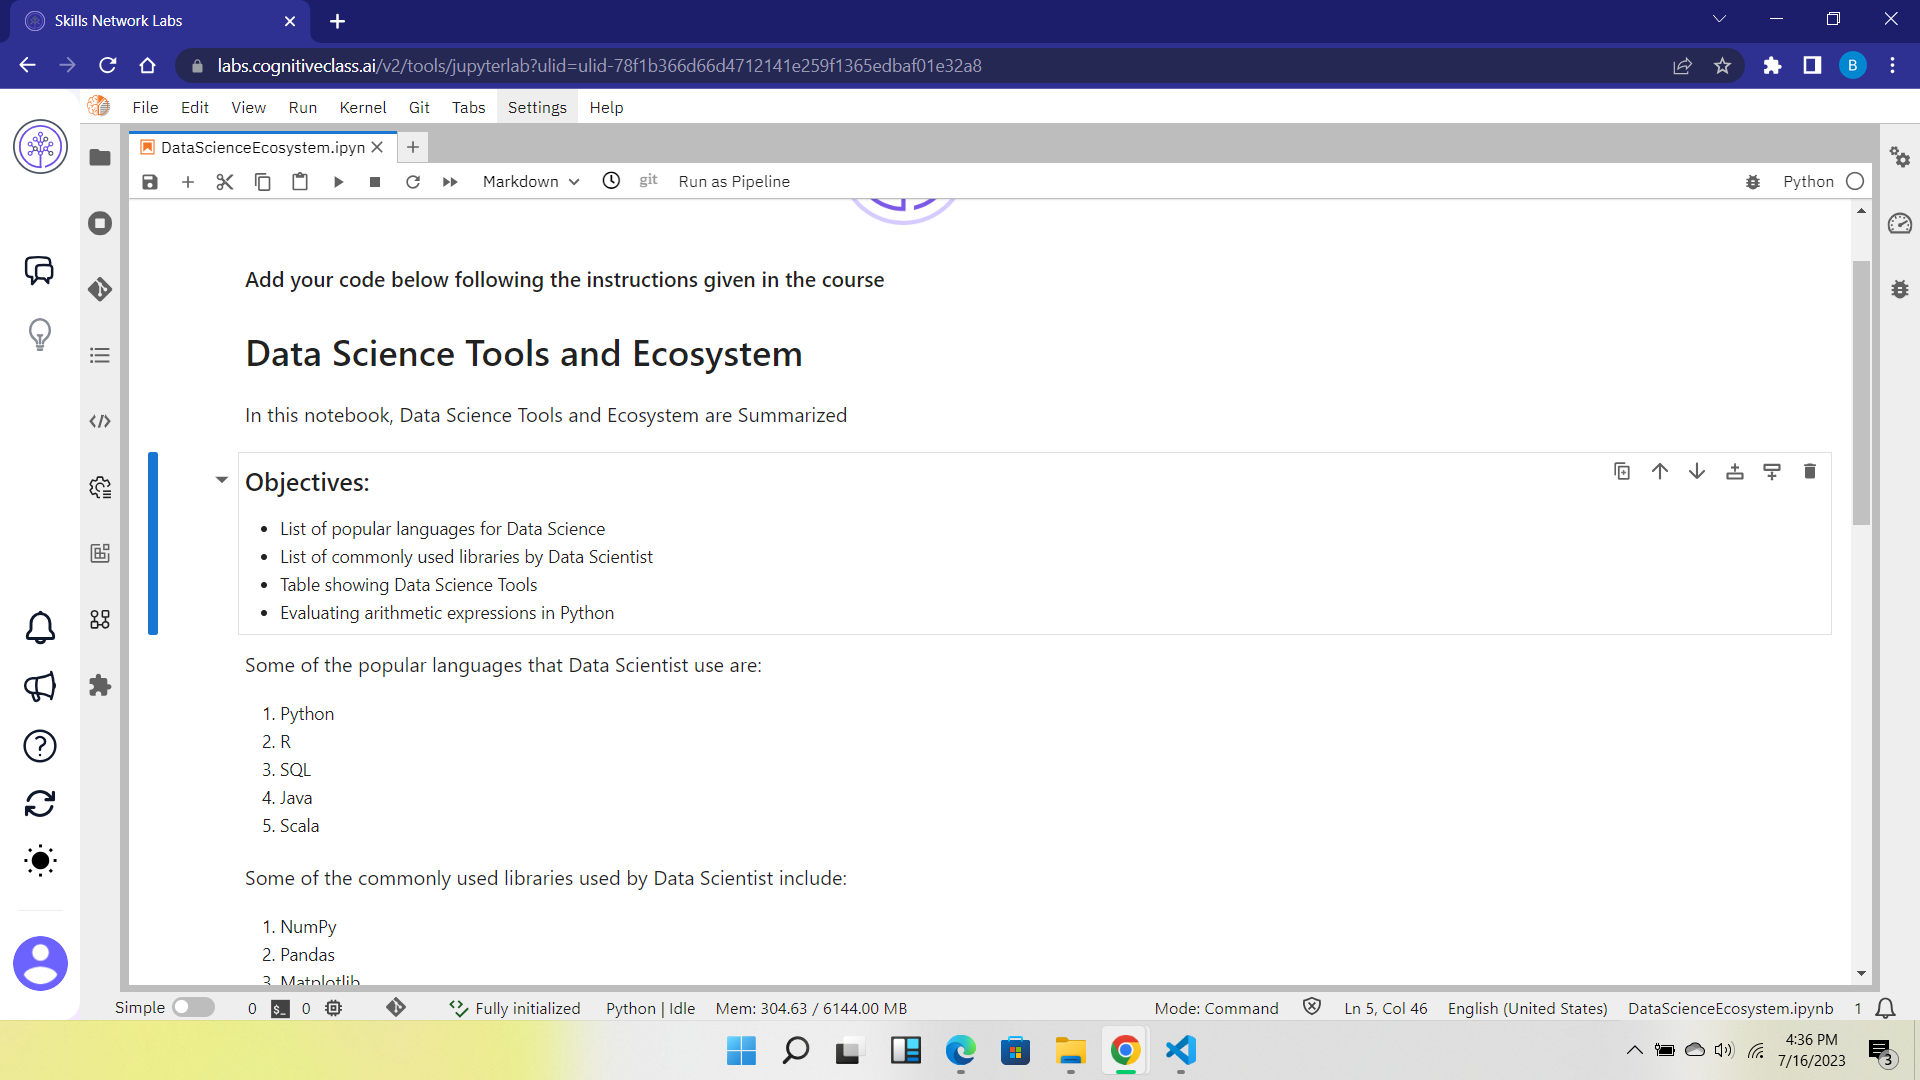 Skills Network Labs
labs.cognitiveclass.ai/v2/tools/jupyterlab?ulid=ulid-78f1b366d66d4712141e259f1365edbaf01e32a8
B
File Edit View Run Kernel Git Tabs Settings Help
DataScienceEcosystem.ipyn
Markdown git Run as Pipeline Python
Add your code below following the instructions given in the course
Data Science Tools and Ecosystem
In this notebook, Data Science Tools and Ecosystem are Summarized
Objectives:
• List of popular languages for Data Science
• List of commonly used libraries by Data Scientist
• Table showing Data Science Tools
• Evaluating arithmetic expressions in Python
Some of the popular languages that Data Scientist use are:
1. Python
2. R
3. SQL
4. Java
5. Scala
Some of the commonly used libraries used by Data Scientist include:
1. NumPy
2. Pandas
3. Matplotlib
Simple 0 $_ 0 Fully initialized Python | Idle Mem: 304.63 / 6144.00 MB Mode: Command Ln 5, Col 46 English (United States) DataScienceEcosystem.ipynb 1
4:36 PM
7/16/2023
3